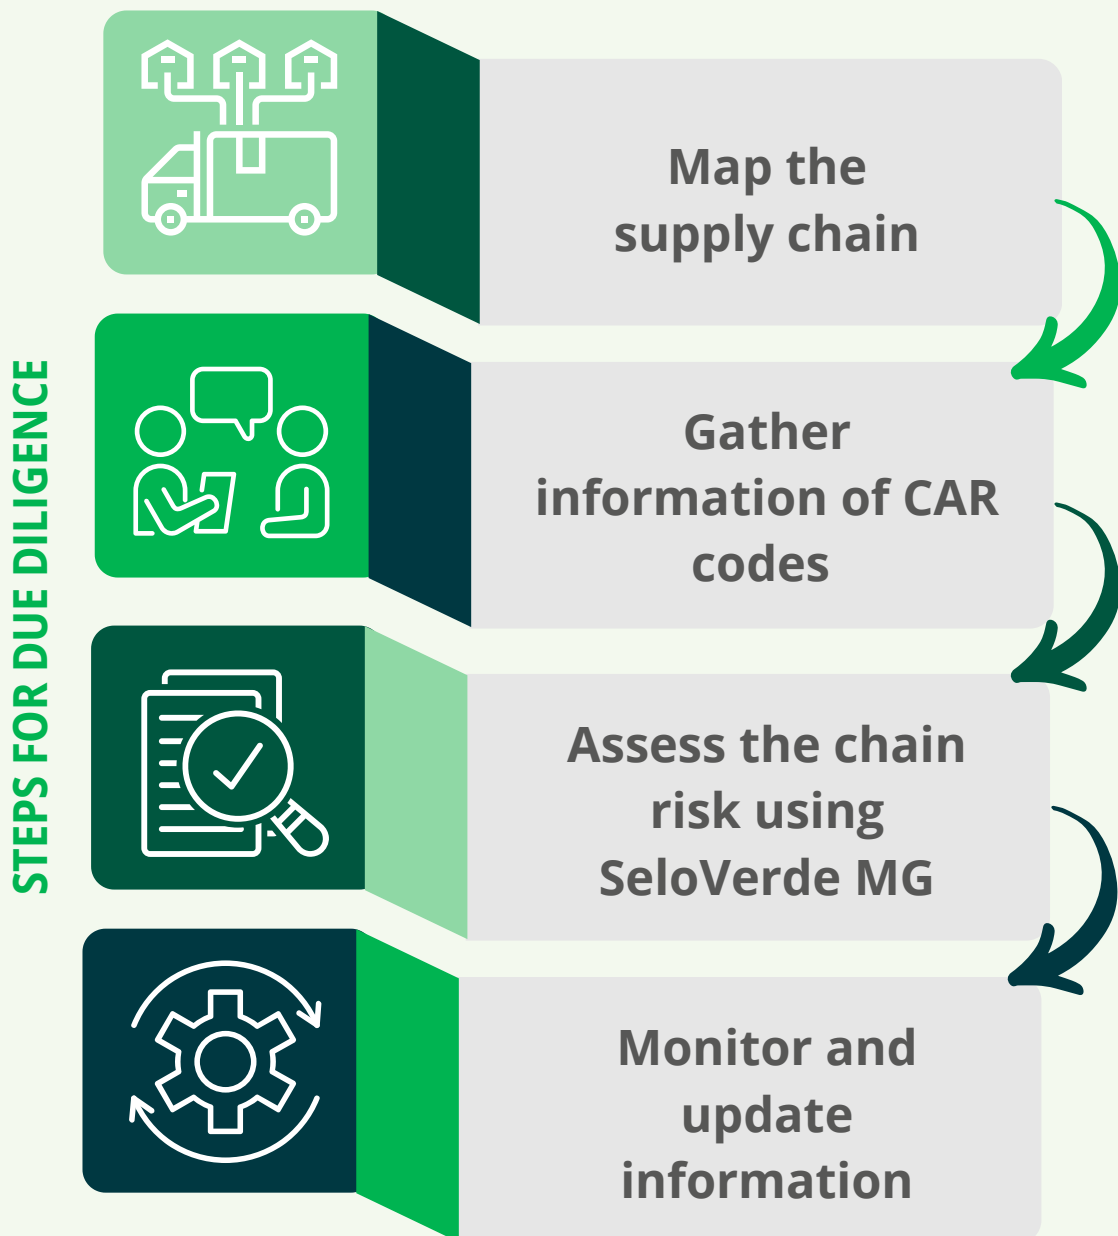 STEPS FOR DUE DILIGENCE
Map the
supply chain
Gather
information of CAR
codes
Assess the chain
risk using
SeloVerde MG
Monitor and
update
information